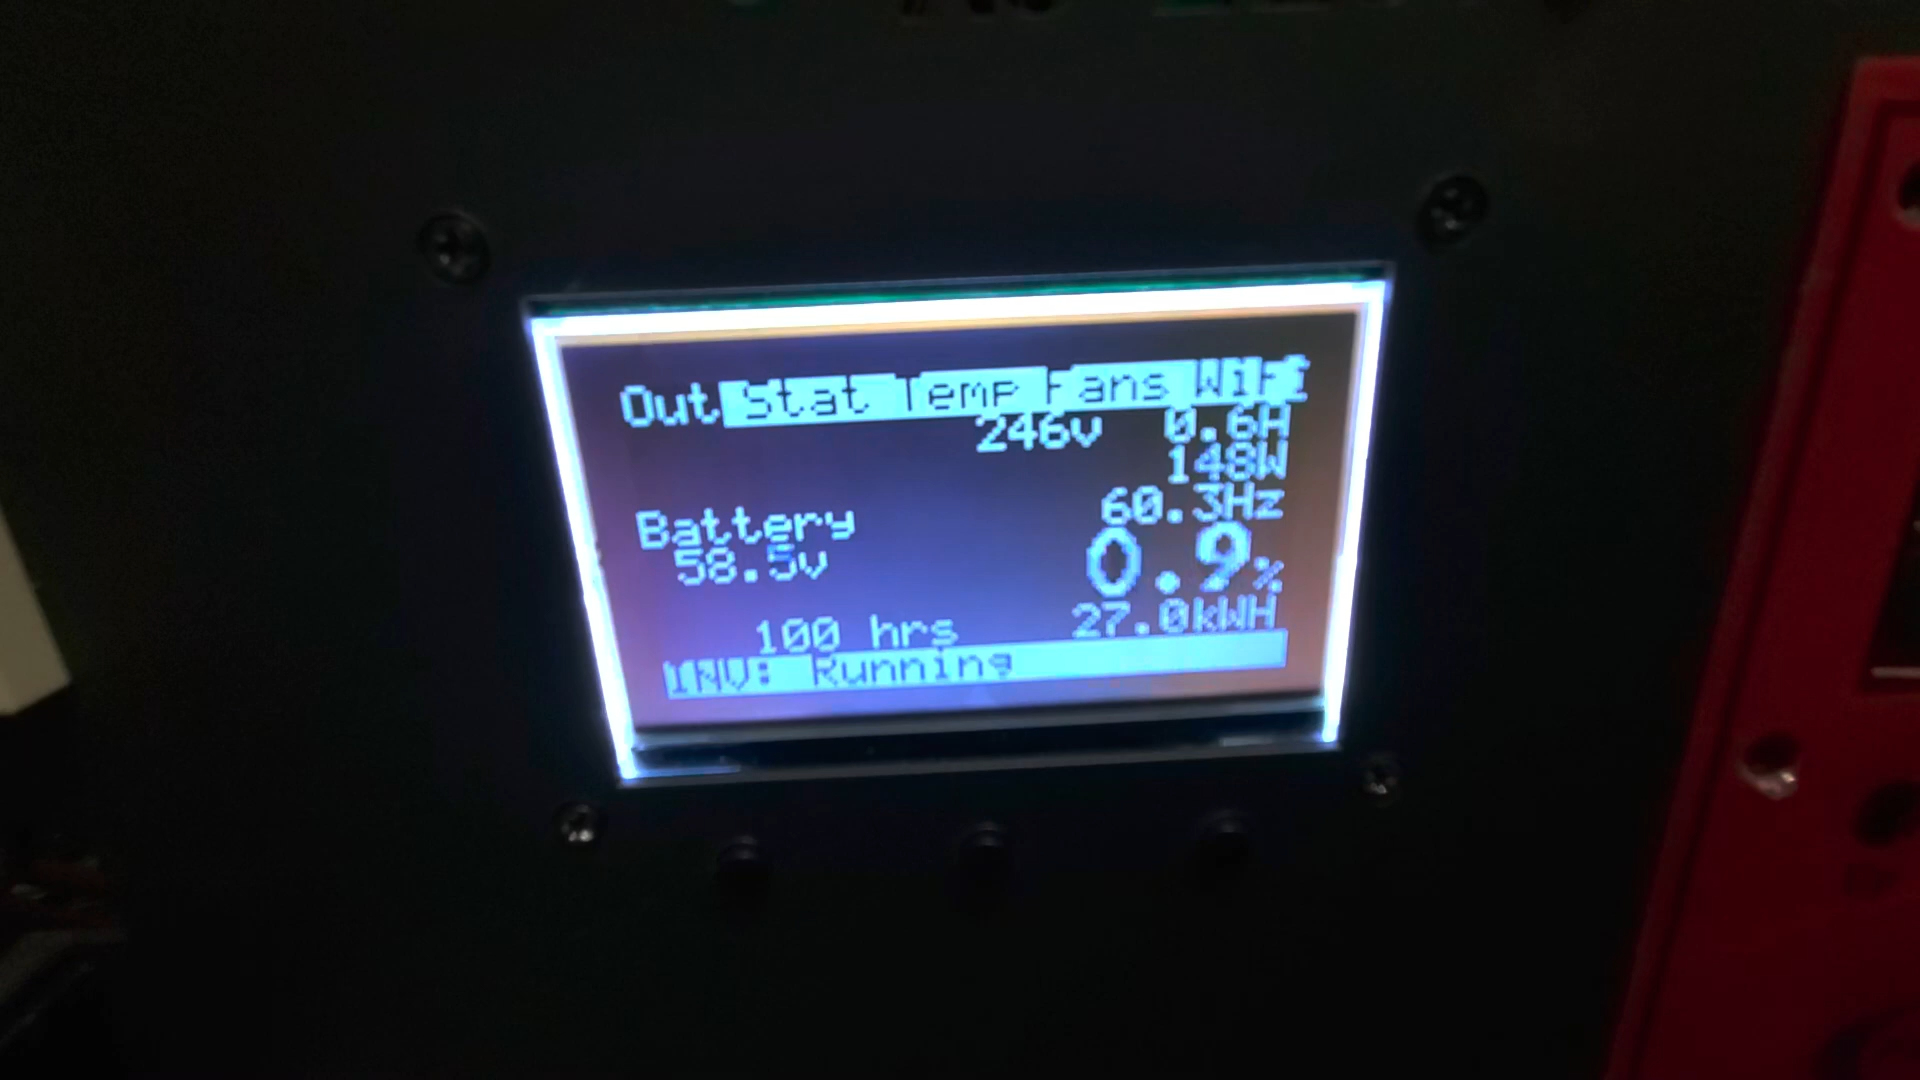 Out Stat Temp Fans WiFi
246v 0.6A
148W
60.3Hz
Battery
58.5v 0.9%
100 hrs 27.0kWH
INV: Running